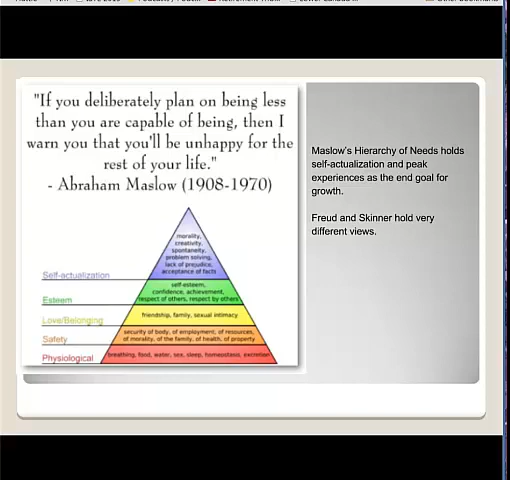 "If you deliberately plan on being less
than you are capable of being, then I
warn you that you'll be unhappy for the
rest of your life."
- Abraham Maslow (1908-1970)
Maslow's Hierarchy of Needs holds
self-actualization and peak
experiences as the end goal for
growth.
Freud and Skinner hold very
different views.
morality,
creativity,
spontaneity,
problem solving,
lack of prejudice,
acceptance of facts
Self-actualization
self-esteem,
confidence, achievement,
respect of others, respect by others
Esteem
friendship, family, sexual intimacy
Love/Belonging
security of body, of employment, of resources,
of morality, of the family, of health, of property
Safety
breathing, food, water, sex, sleep, homeostasis, excretion
Physiological